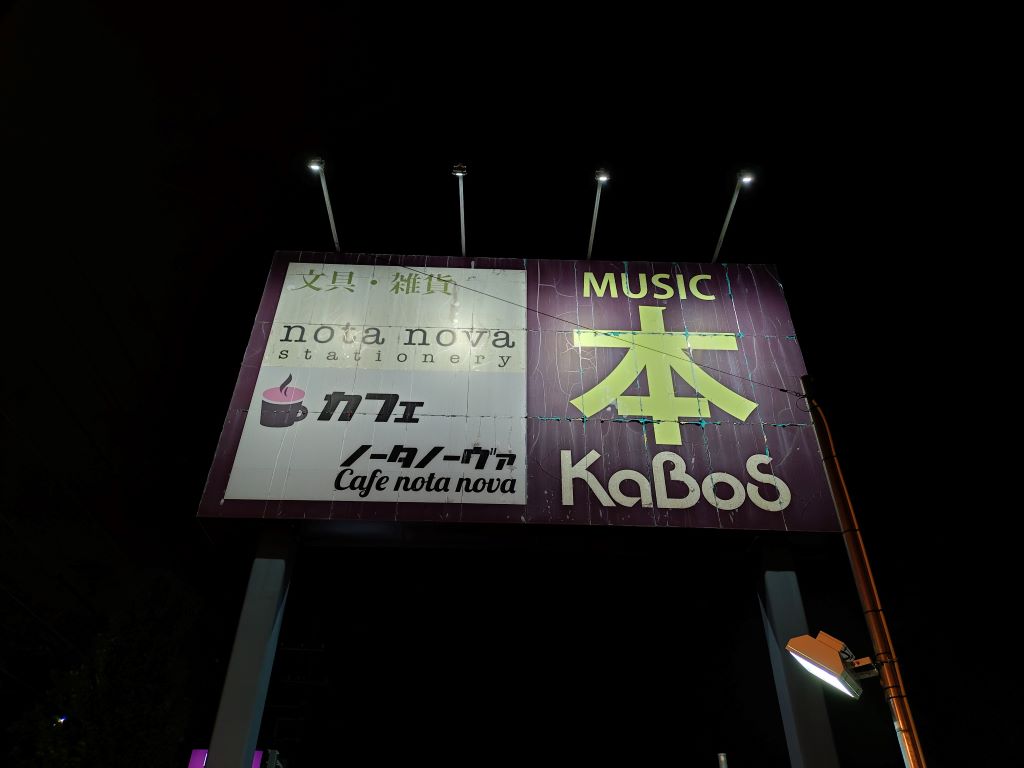 文具・雑貨
nota nova
stationery
カフェ
ノータノーヴァ
Cafe nota nova
MUSIC
本
KaBoS